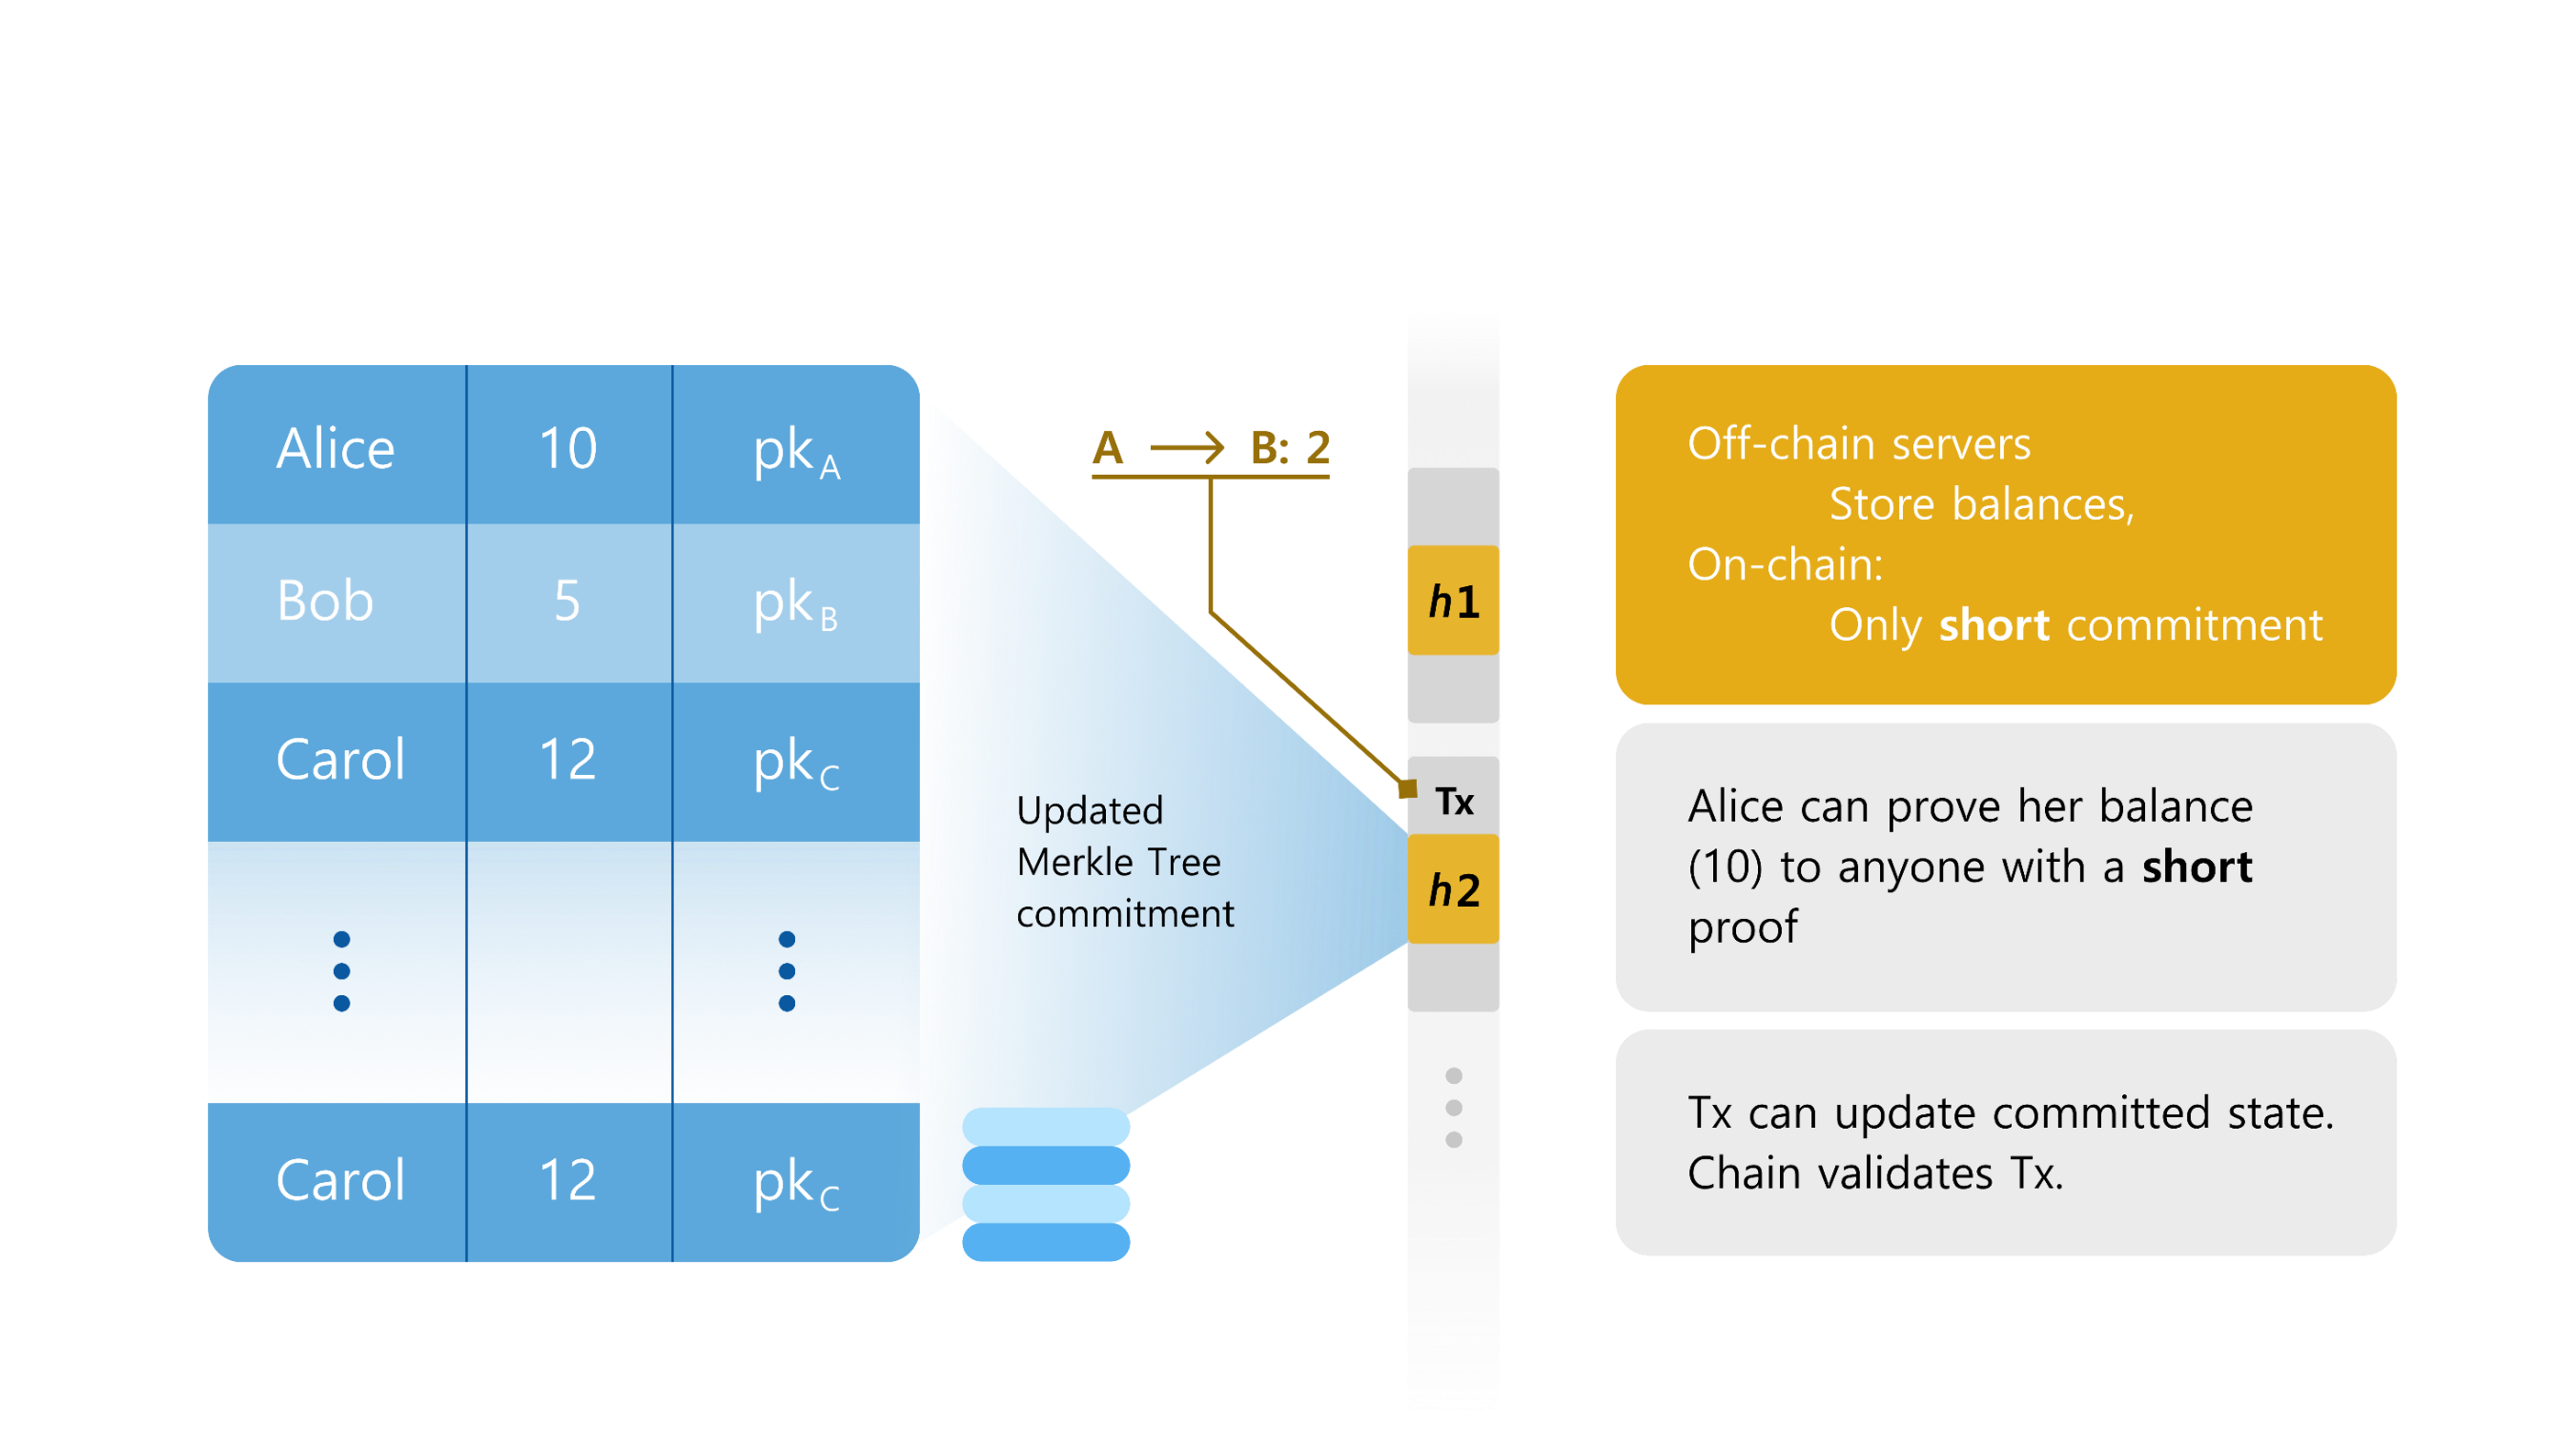 Alice 10 pkA
Bob 5 pkB
Carol 12 pkC
Carol 12 pkC
A → B: 2
Updated
Merkle Tree
commitment
h1
Tx
h2
Off-chain servers
Store balances,
On-chain:
Only short commitment
Alice can prove her balance
(10) to anyone with a short
proof
Tx can update committed state.
Chain validates Tx.